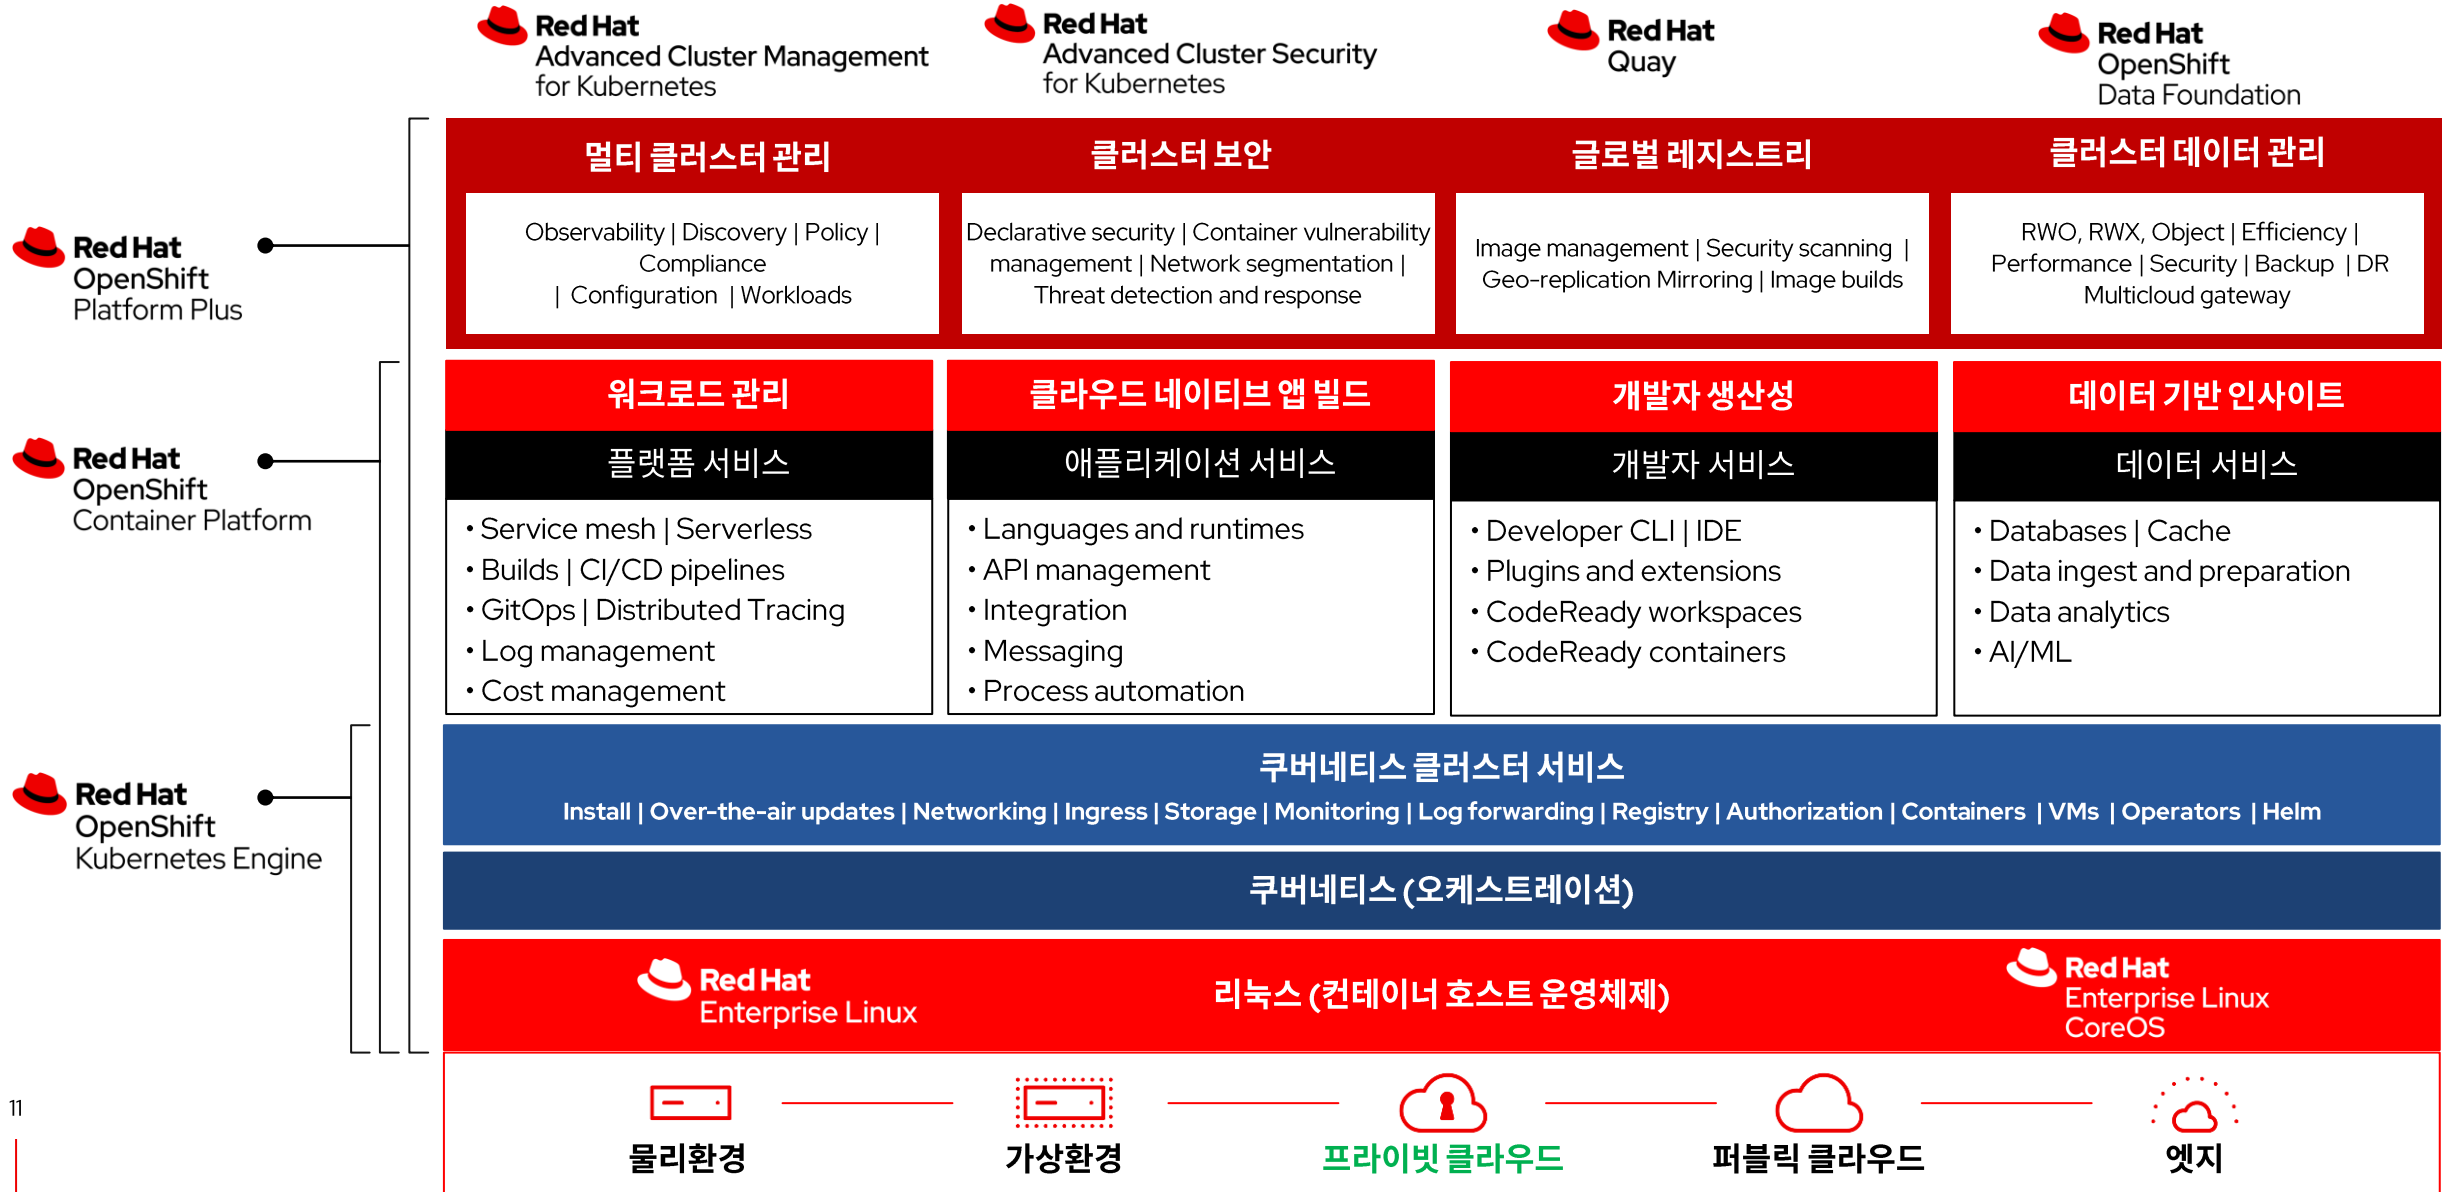 Red Hat
Advanced Cluster Management
for Kubernetes
Red Hat
Advanced Cluster Security
for Kubernetes
Red Hat
Quay
Red Hat
OpenShift
Data Foundation
Red Hat
OpenShift
Platform Plus
멀티 클러스터 관리
Observability | Discovery | Policy |
Compliance
| Configuration | Workloads
클러스터 보안
Declarative security | Container vulnerability
management | Network segmentation |
Threat detection and response
글로벌 레지스트리
Image management | Security scanning |
Geo-replication Mirroring | Image builds
클러스터 데이터 관리
RWO, RWX, Object | Efficiency |
Performance | Security | Backup | DR
Multicloud gateway
Red Hat
OpenShift
Container Platform
워크로드 관리
플랫폼 서비스
• Service mesh | Serverless
• Builds | CI/CD pipelines
• GitOps | Distributed Tracing
• Log management
• Cost management
클라우드 네이티브 앱 빌드
애플리케이션 서비스
• Languages and runtimes
• API management
• Integration
• Messaging
• Process automation
개발자 생산성
개발자 서비스
• Developer CLI | IDE
• Plugins and extensions
• CodeReady workspaces
• CodeReady containers
데이터 기반 인사이트
데이터 서비스
• Databases | Cache
• Data ingest and preparation
• Data analytics
• AI/ML
Red Hat
OpenShift
Kubernetes Engine
쿠버네티스 클러스터 서비스
Install | Over-the-air updates | Networking | Ingress | Storage | Monitoring | Log forwarding | Registry | Authorization | Containers | VMs | Operators | Helm
쿠버네티스 (오케스트레이션)
Red Hat
Enterprise Linux
리눅스 (컨테이너 호스트 운영체제)
Red Hat
Enterprise Linux
CoreOS
물리환경
가상환경
프라이빗 클라우드
퍼블릭 클라우드
엣지
11